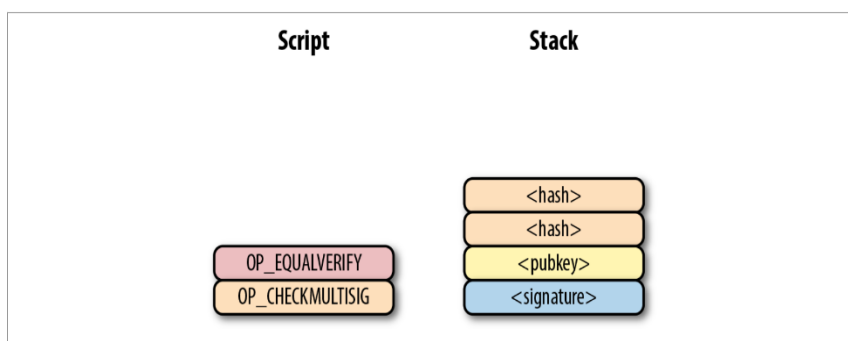 Script
Stack
<hash>
<hash>
OP_EQUALVERIFY
<pubkey>
OP_CHECKMULTISIG
<signature>